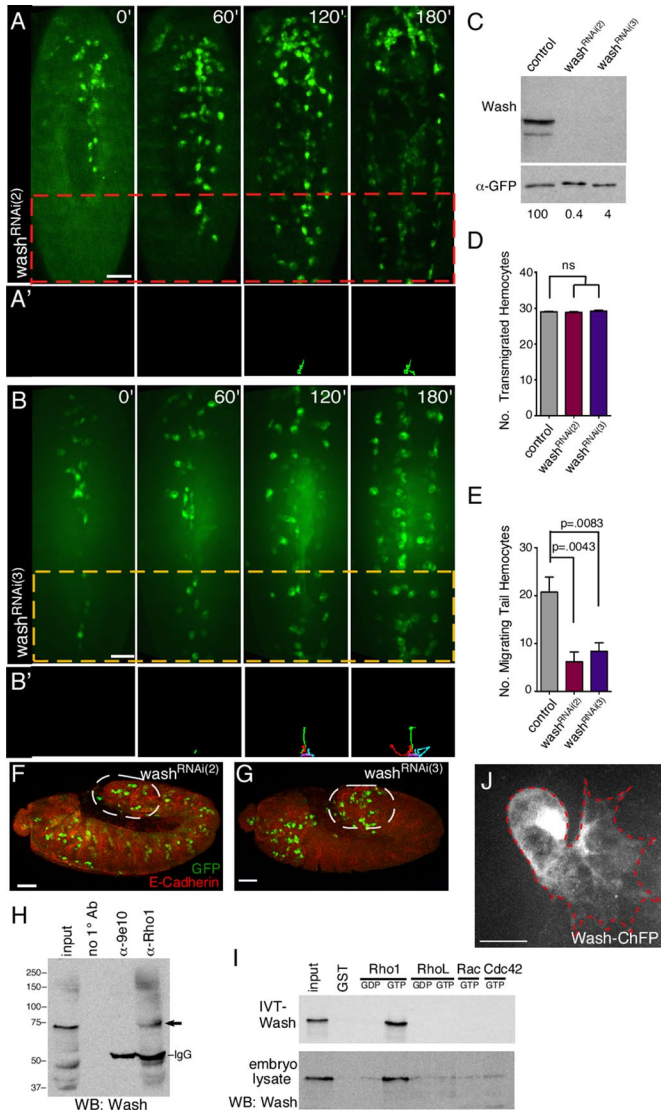 A
0'
60'
120'
180'
wash^RNAi(2)
A'
B
0'
60'
120'
180'
wash^RNAi(3)
B'
C
control
wash^RNAi(2)
wash^RNAi(3)
Wash
α-GFP
100 0.4 4
D
No. Transmigrated Hemocytes
40
30
20
10
0
ns
control
wash^RNAi(2)
wash^RNAi(3)
E
No. Migrating Tail Hemocytes
30
20
10
0
p=.0083
p=.0043
control
wash^RNAi(2)
wash^RNAi(3)
F
wash^RNAi(2)
GFP
E-Cadherin
G
wash^RNAi(3)
H
input
no 1° Ab
α-9e10
α-Rho1
250
150
100
75
50
37
IgG
WB: Wash
I
input
GST
Rho1 RhoL Rac Cdc42
GDP GTP GDP GTP GTP GTP
IVT-
Wash
embryo
lysate
WB: Wash
J
Wash-ChFP